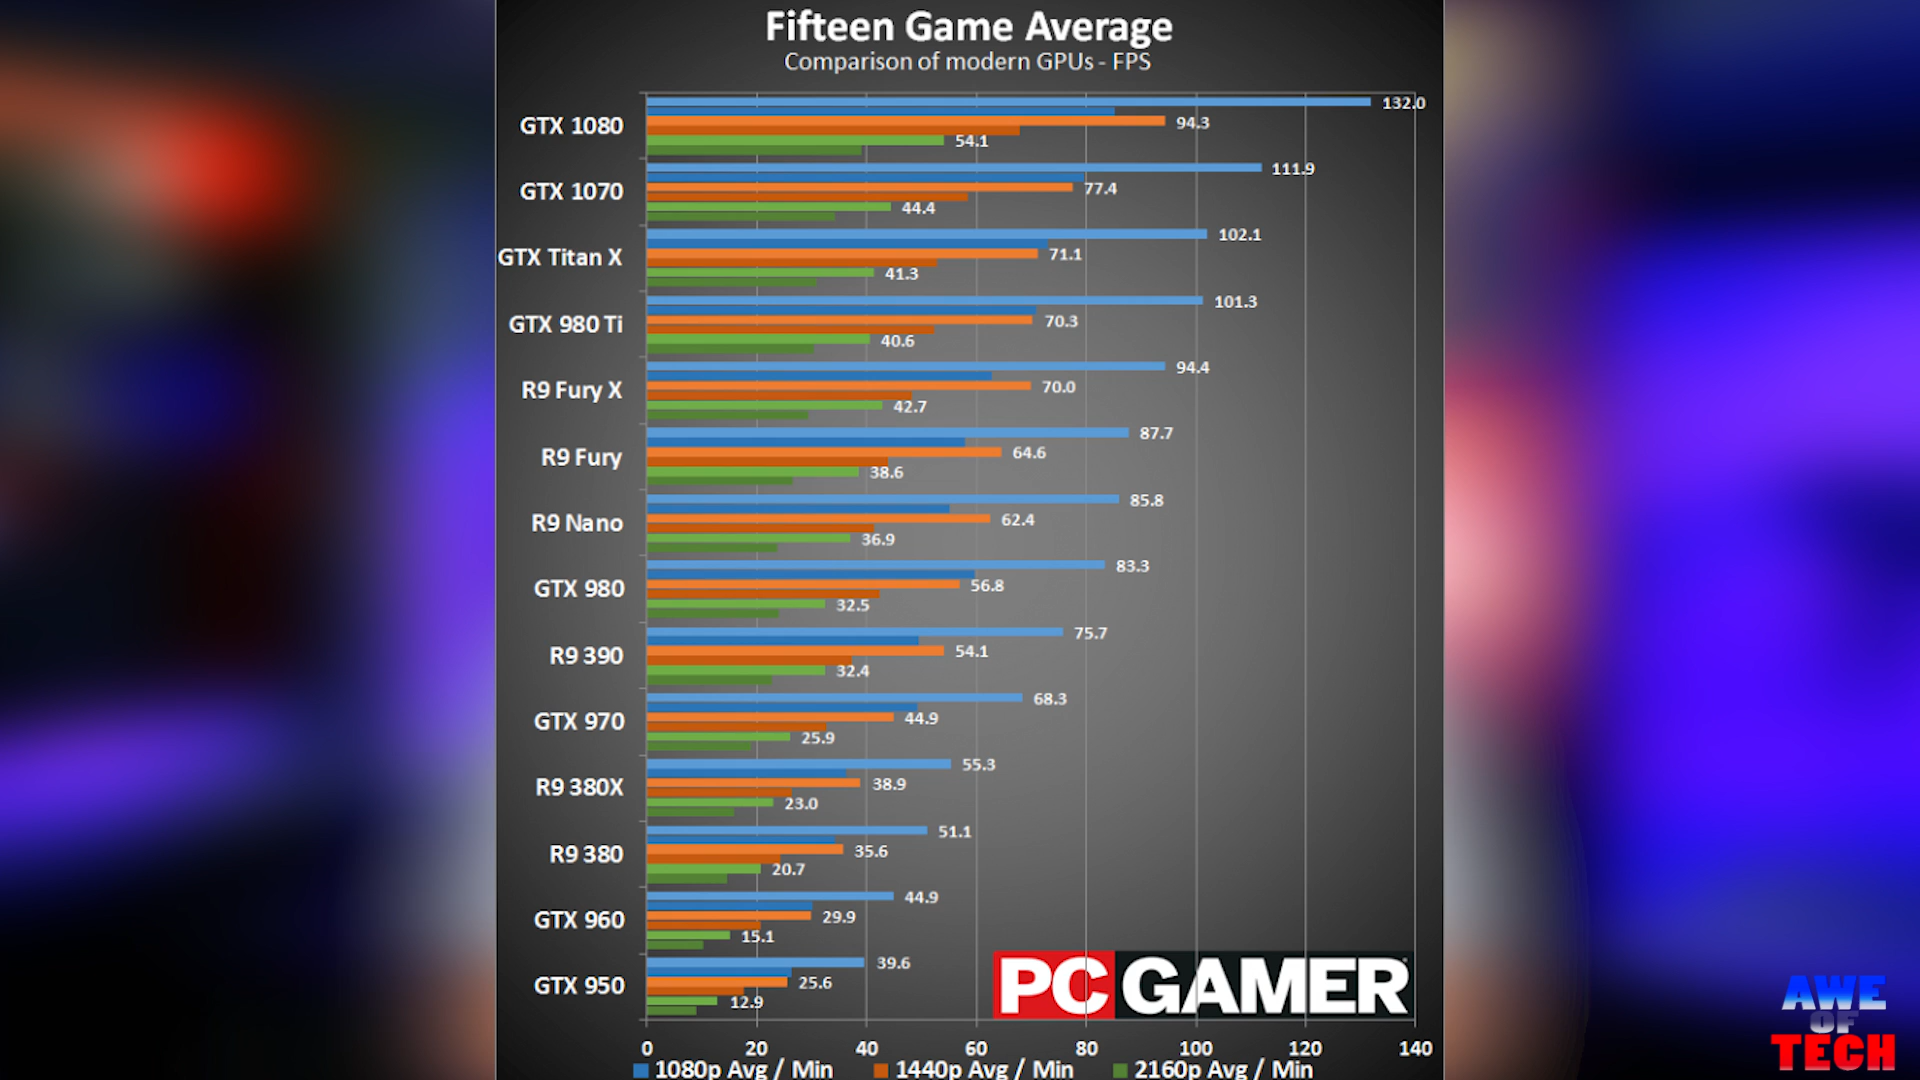 Fifteen Game Average
Comparison of modern GPUs - FPS
GTX 1080
132.0
94.3
54.1
GTX 1070
111.9
77.4
44.4
GTX Titan X
102.1
71.1
41.3
GTX 980 Ti
101.3
70.3
40.6
R9 Fury X
94.4
70.0
42.7
R9 Fury
87.7
64.6
38.6
R9 Nano
85.8
62.4
36.9
GTX 980
83.3
56.8
32.5
R9 390
75.7
54.1
32.4
GTX 970
68.3
44.9
25.9
R9 380X
55.3
38.9
23.0
R9 380
51.1
35.6
20.7
GTX 960
44.9
29.9
15.1
GTX 950
39.6
25.6
12.9
PC GAMER
0 20 40 60 80 100 120 140
1080p Avg / Min 1440p Avg / Min 2160p Avg / Min
AWE
OF
TECH